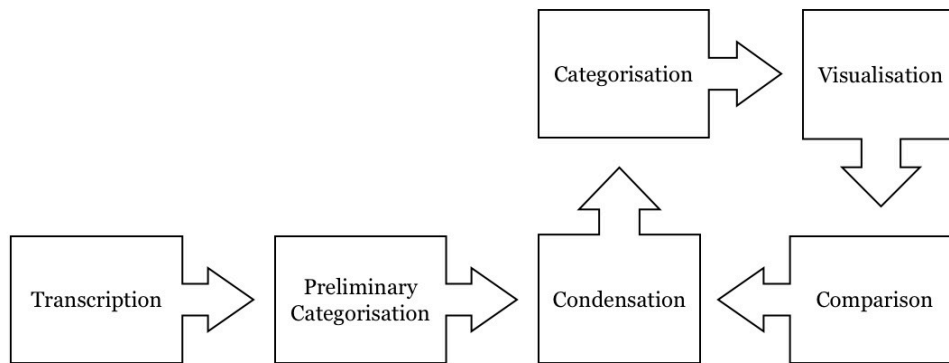 Categorisation
Visualisation
Transcription
Preliminary
Categorisation
Condensation
Comparison